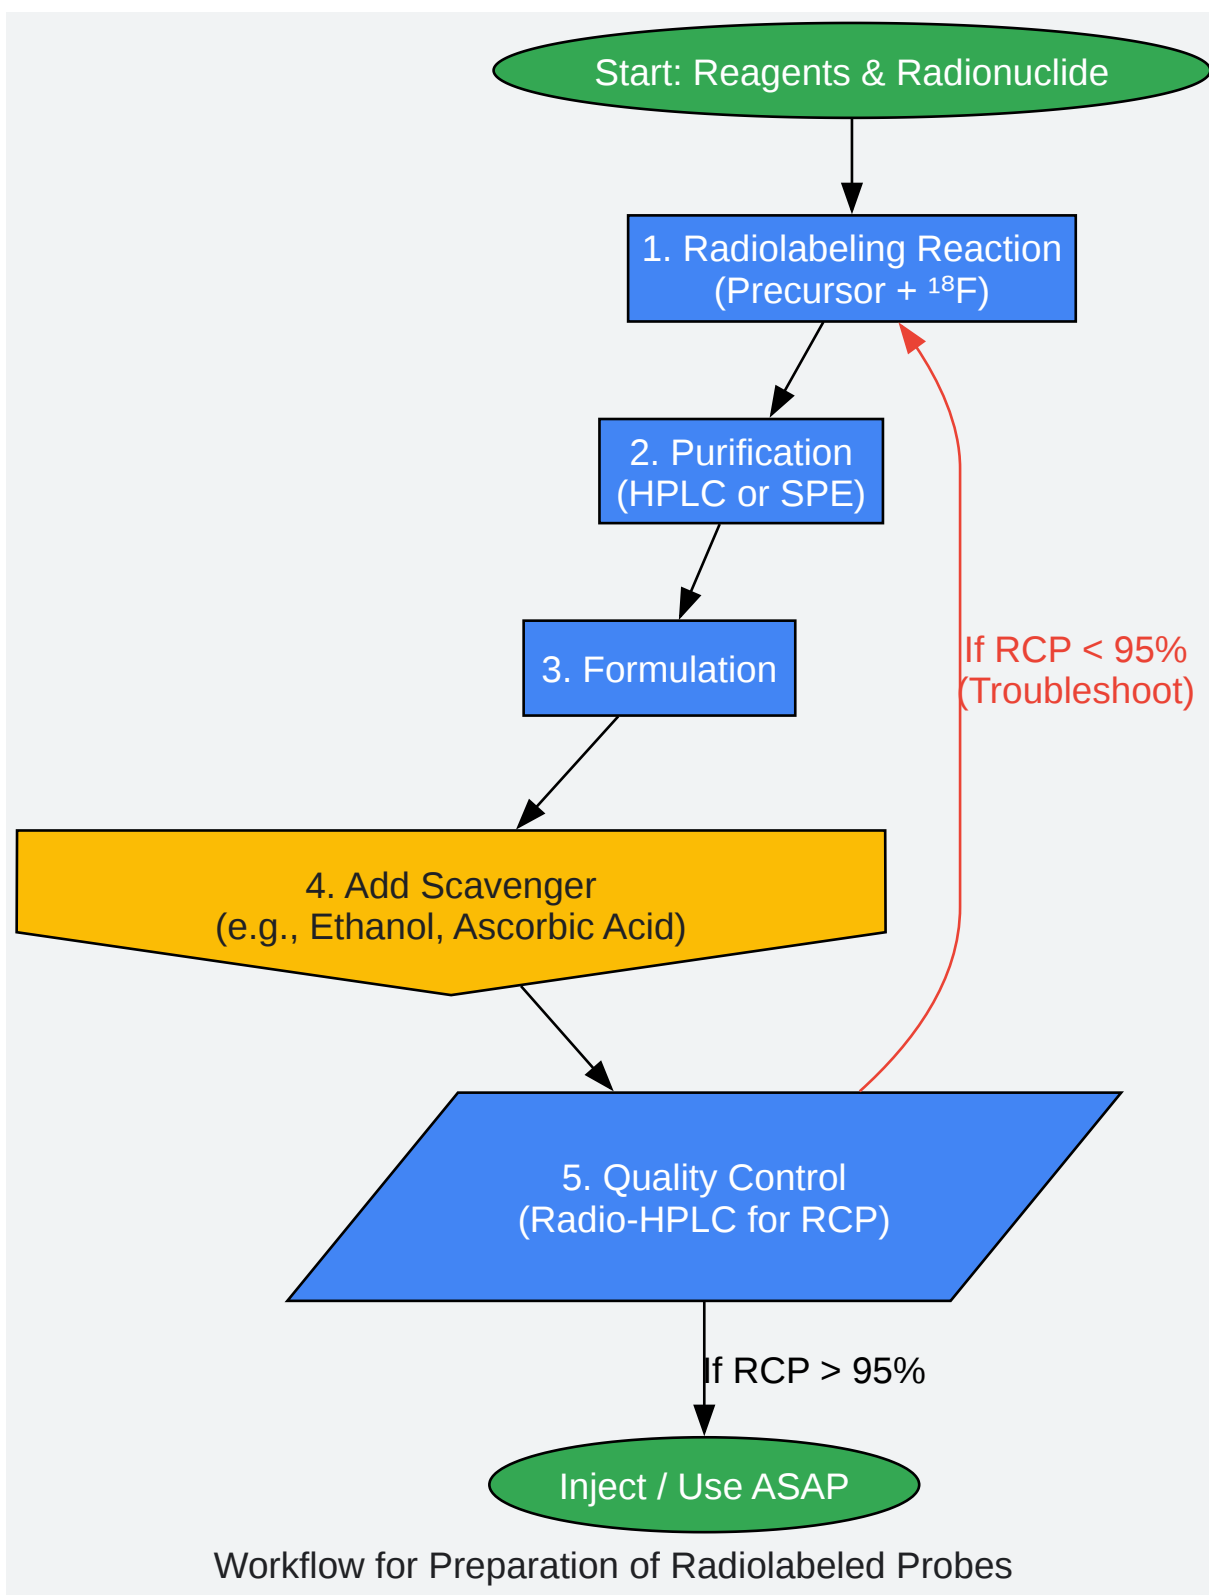 Start: Reagents & Radionuclide
1. Radiolabeling Reaction
(Precursor + ¹⁸F)
2. Purification
(HPLC or SPE)
3. Formulation
If RCP < 95%
(Troubleshoot)
4. Add Scavenger
(e.g., Ethanol, Ascorbic Acid)
5. Quality Control
(Radio-HPLC for RCP)
If RCP > 95%
Inject / Use ASAP
Workflow for Preparation of Radiolabeled Probes